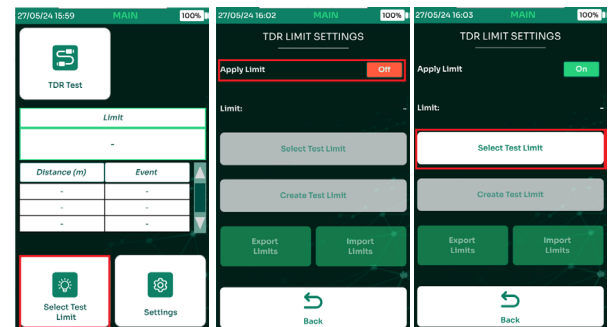 27/05/24 15:59 MAIN 100%
TDR Test
Limit
-
Distance (m) Event
- -
- -
- -
Select Test
Limit
Settings
27/05/24 16:02 MAIN 100%
TDR LIMIT SETTINGS
Apply Limit Off
Limit: -
Select Test Limit
Create Test Limit
Export
Limits
Import
Limits
Back
27/05/24 16:03 MAIN 100%
TDR LIMIT SETTINGS
Apply Limit On
Limit: -
Select Test Limit
Create Test Limit
Export
Limits
Import
Limits
Back